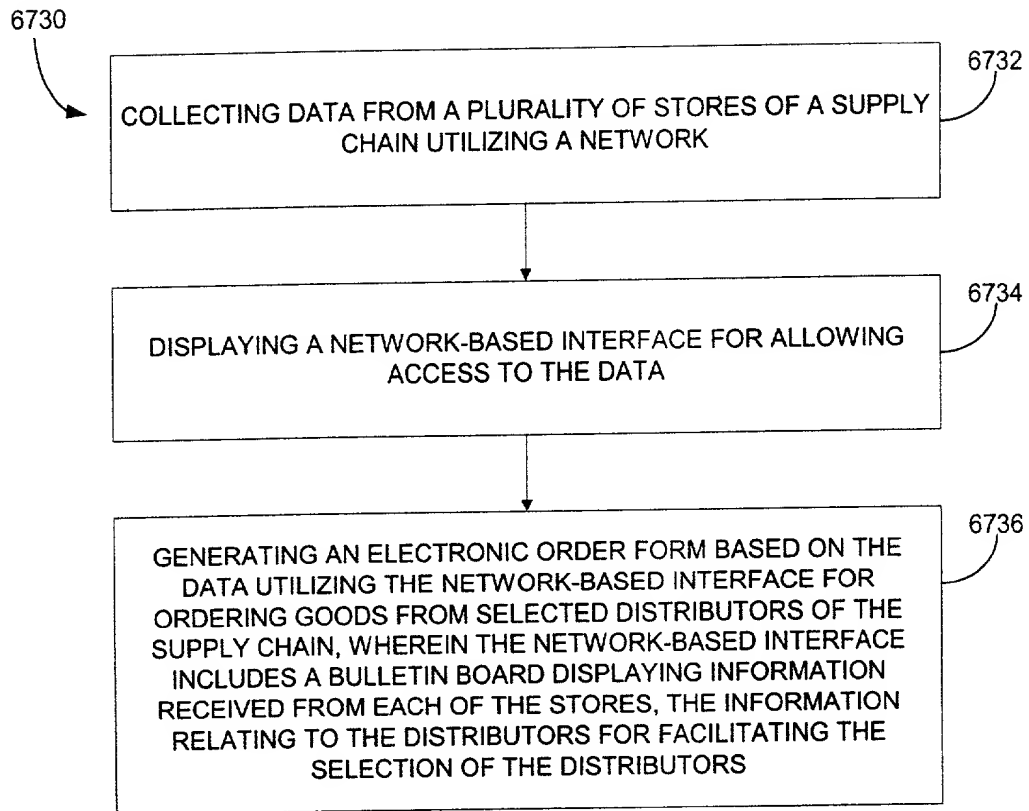 6730
6732
COLLECTING DATA FROM A PLURALITY OF STORES OF A SUPPLY
CHAIN UTILIZING A NETWORK
6734
DISPLAYING A NETWORK-BASED INTERFACE FOR ALLOWING
ACCESS TO THE DATA
6736
GENERATING AN ELECTRONIC ORDER FORM BASED ON THE
DATA UTILIZING THE NETWORK-BASED INTERFACE FOR
ORDERING GOODS FROM SELECTED DISTRIBUTORS OF THE
SUPPLY CHAIN, WHEREIN THE NETWORK-BASED INTERFACE
INCLUDES A BULLETIN BOARD DISPLAYING INFORMATION
RECEIVED FROM EACH OF THE STORES, THE INFORMATION
RELATING TO THE DISTRIBUTORS FOR FACILITATING THE
SELECTION OF THE DISTRIBUTORS